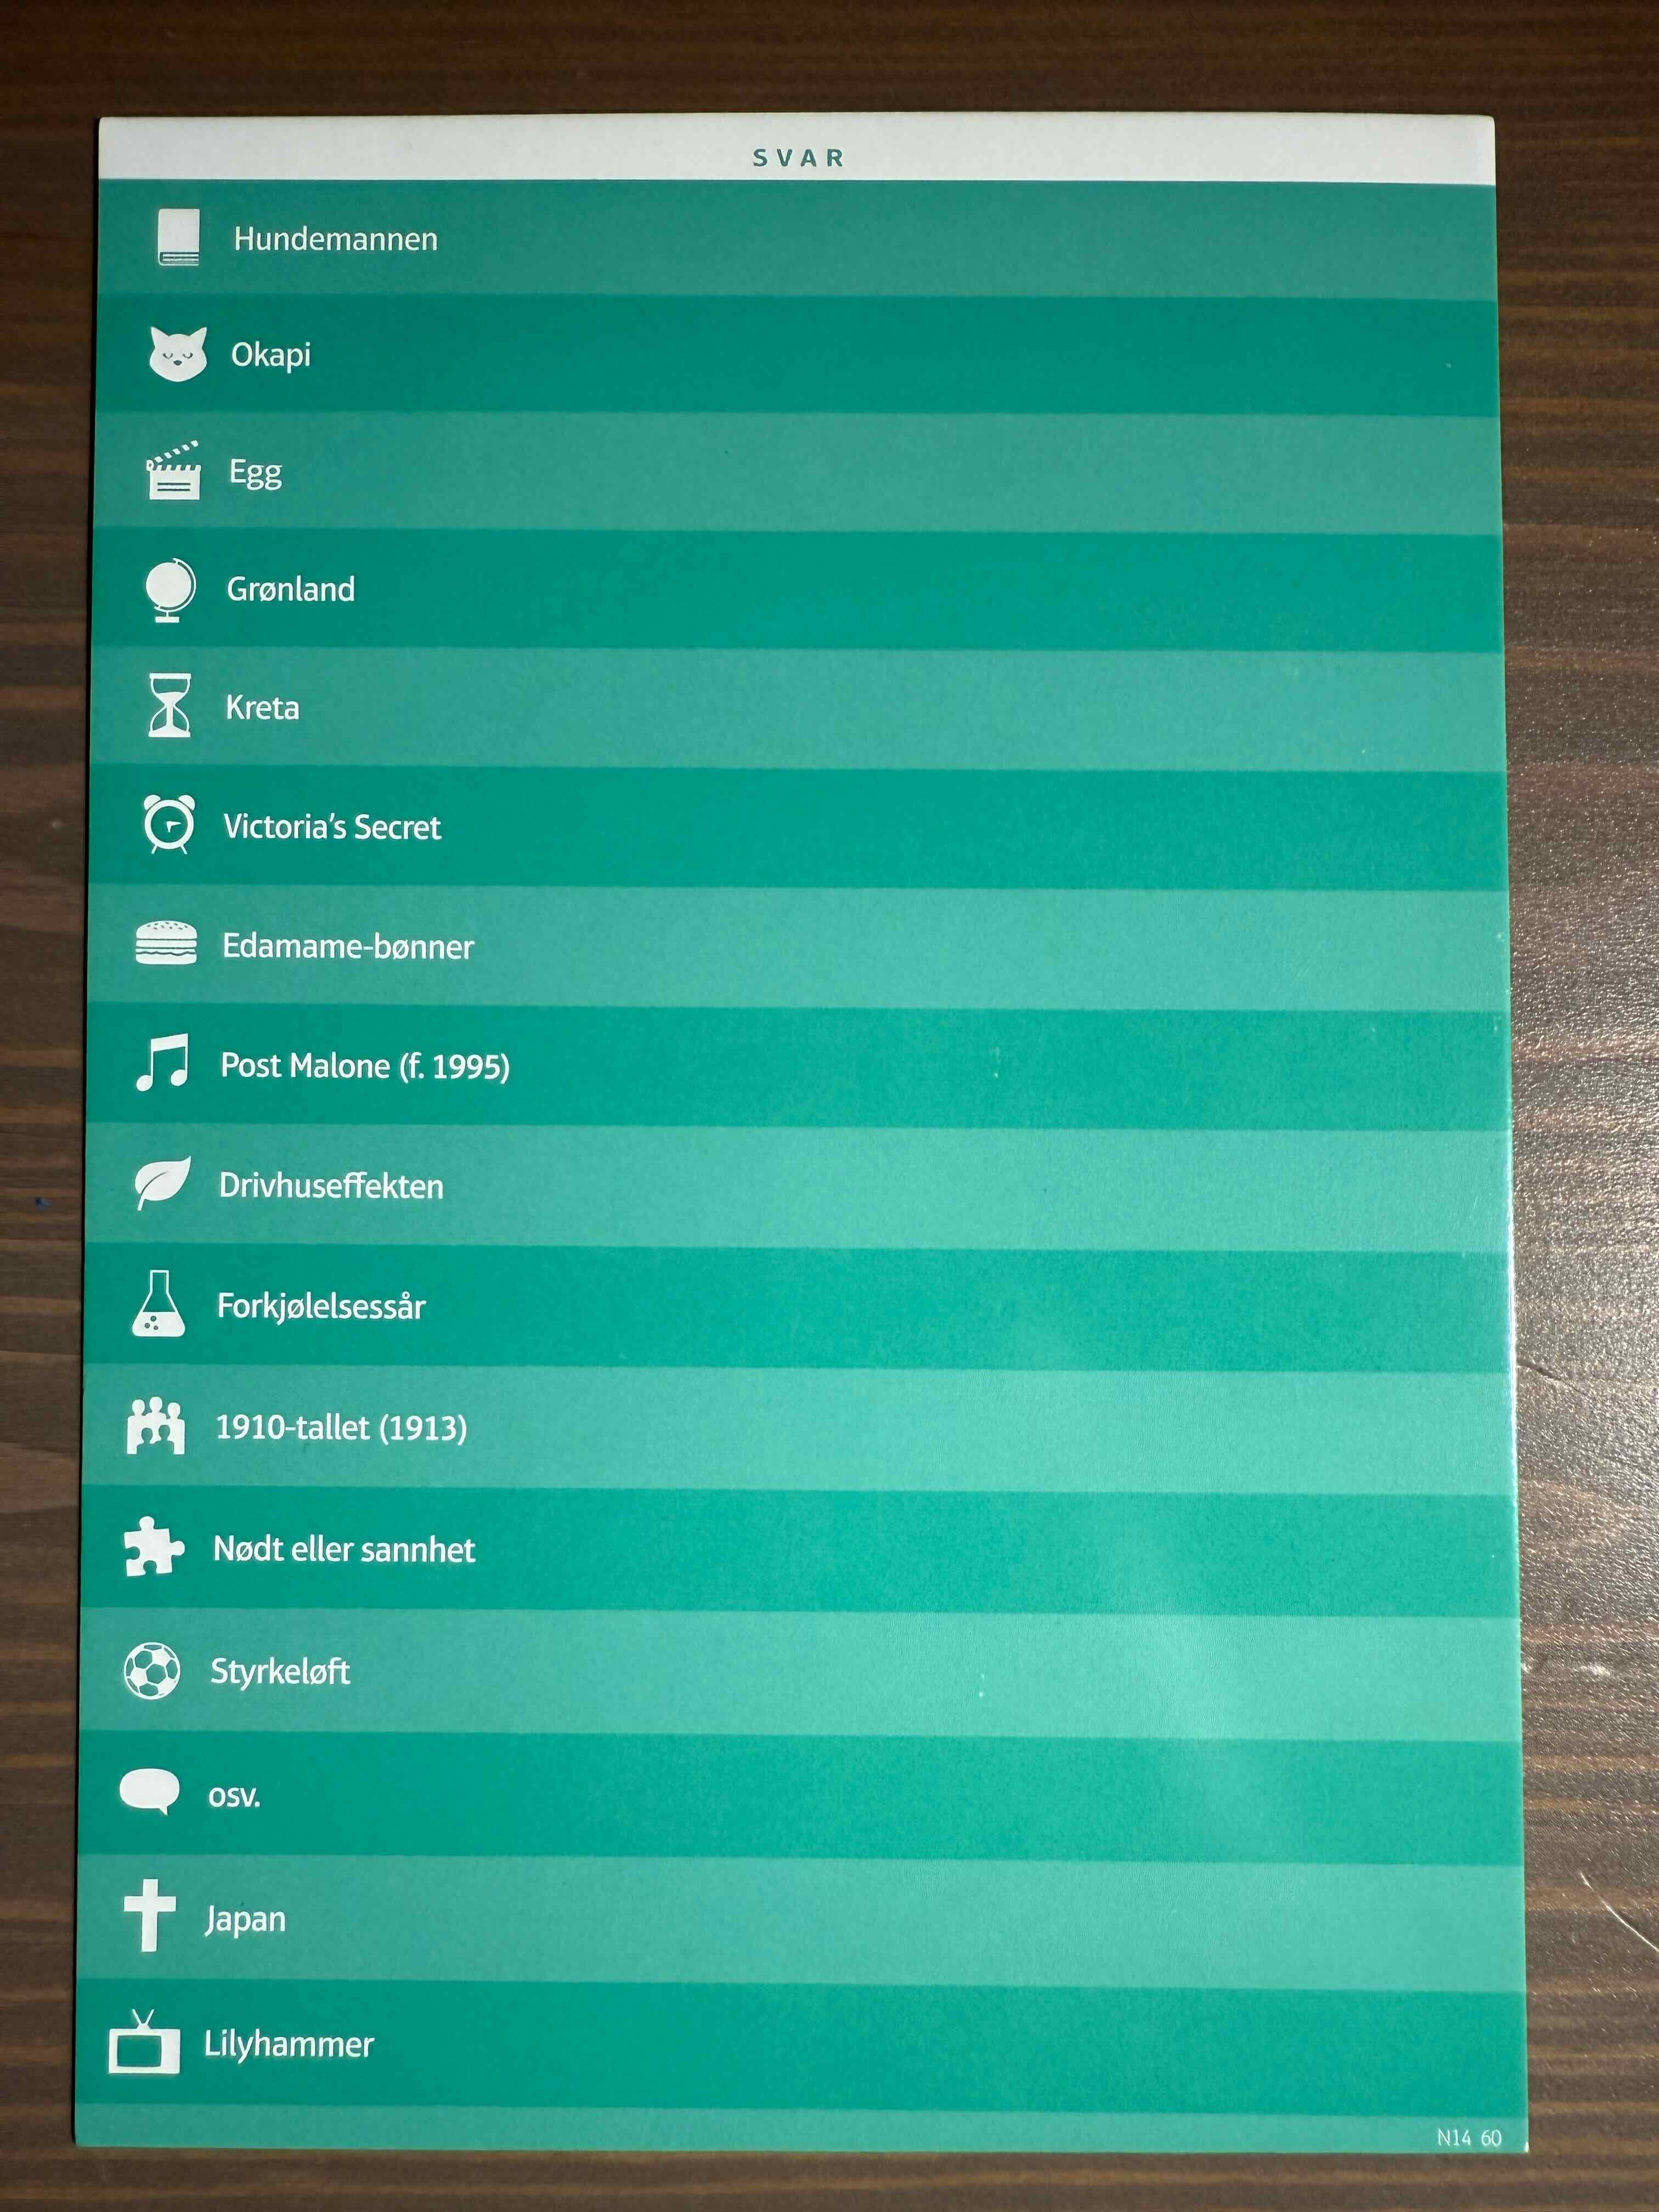 SVAR
Hundemannen
Okapi
Egg
Grønland
Kreta
Victoria’s Secret
Edamame-bønner
Post Malone (f. 1995)
Drivhuseffekten
Forkjølelsessår
1910-tallet (1913)
Nødt eller sannhet
Styrkeløft
osv.
Japan
Lilyhammer
N14 60